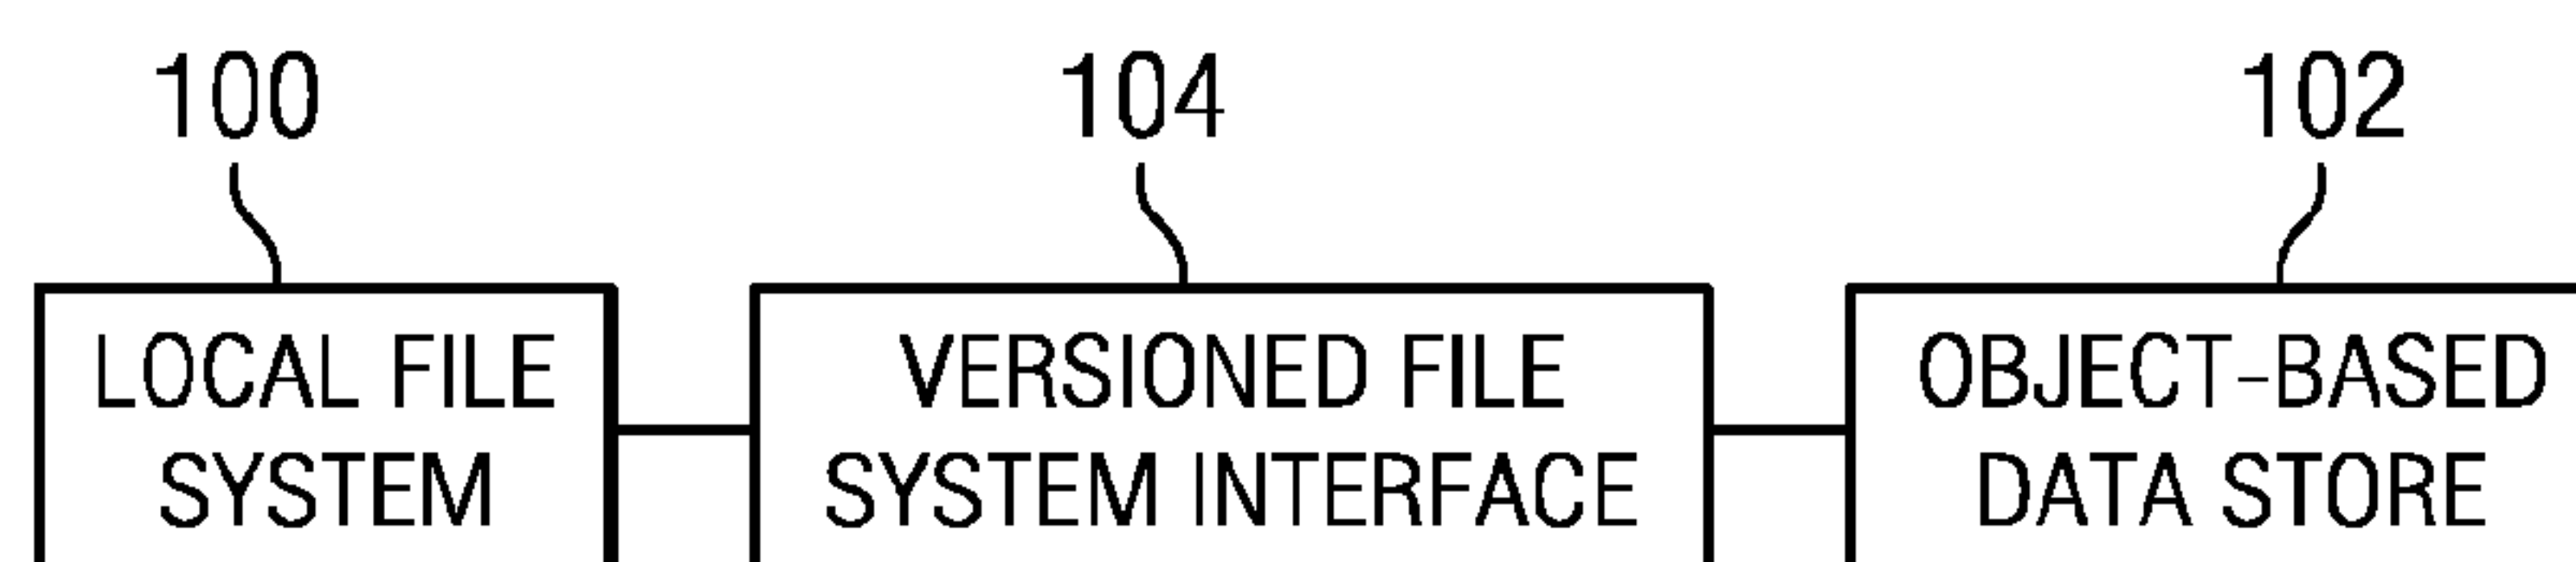 100
104
102
LOCAL FILE
SYSTEM
VERSIONED FILE
SYSTEM INTERFACE
OBJECT-BASED
DATA STORE